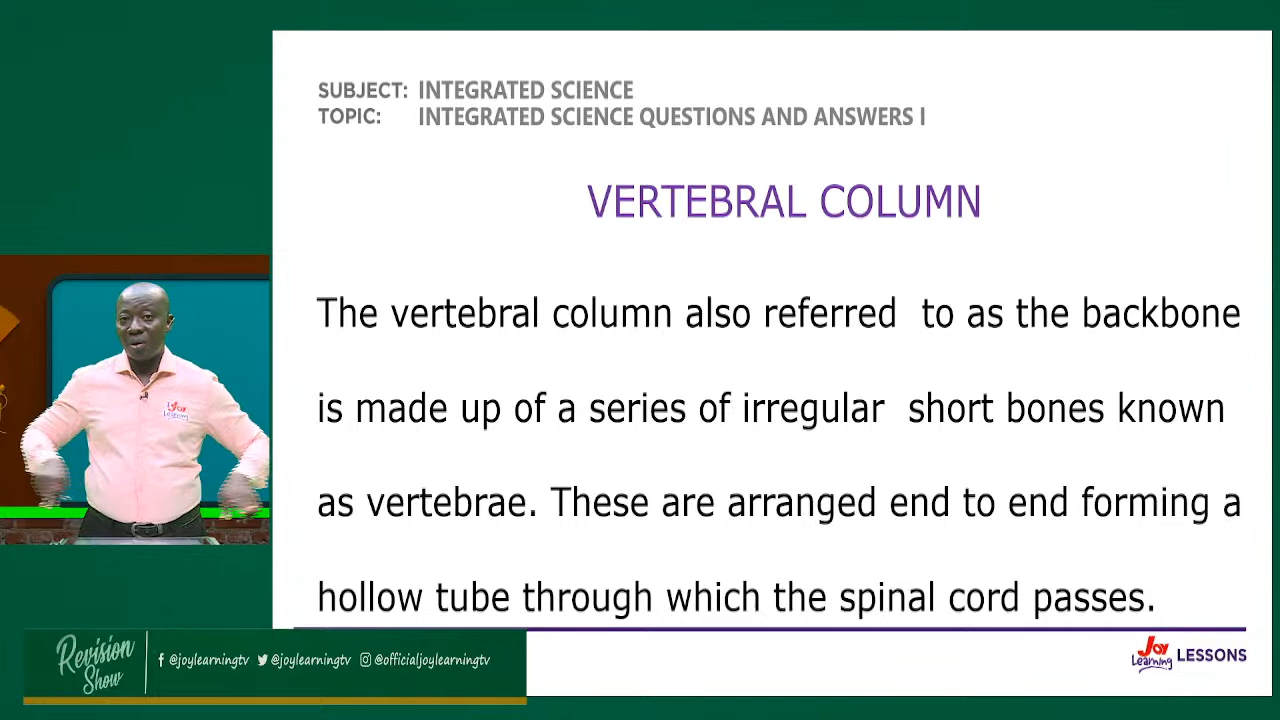 SUBJECT: INTEGRATED SCIENCE
TOPIC: INTEGRATED SCIENCE QUESTIONS AND ANSWERS I
VERTEBRAL COLUMN
The vertebral column also referred to as the backbone
is made up of a series of irregular short bones known
as vertebrae. These are arranged end to end forming a
hollow tube through which the spinal cord passes.
Joy
Learning
Revision
Show
@joylearningtv @joylearningtv @officialjoylearningtv
Joy
Learning LESSONS